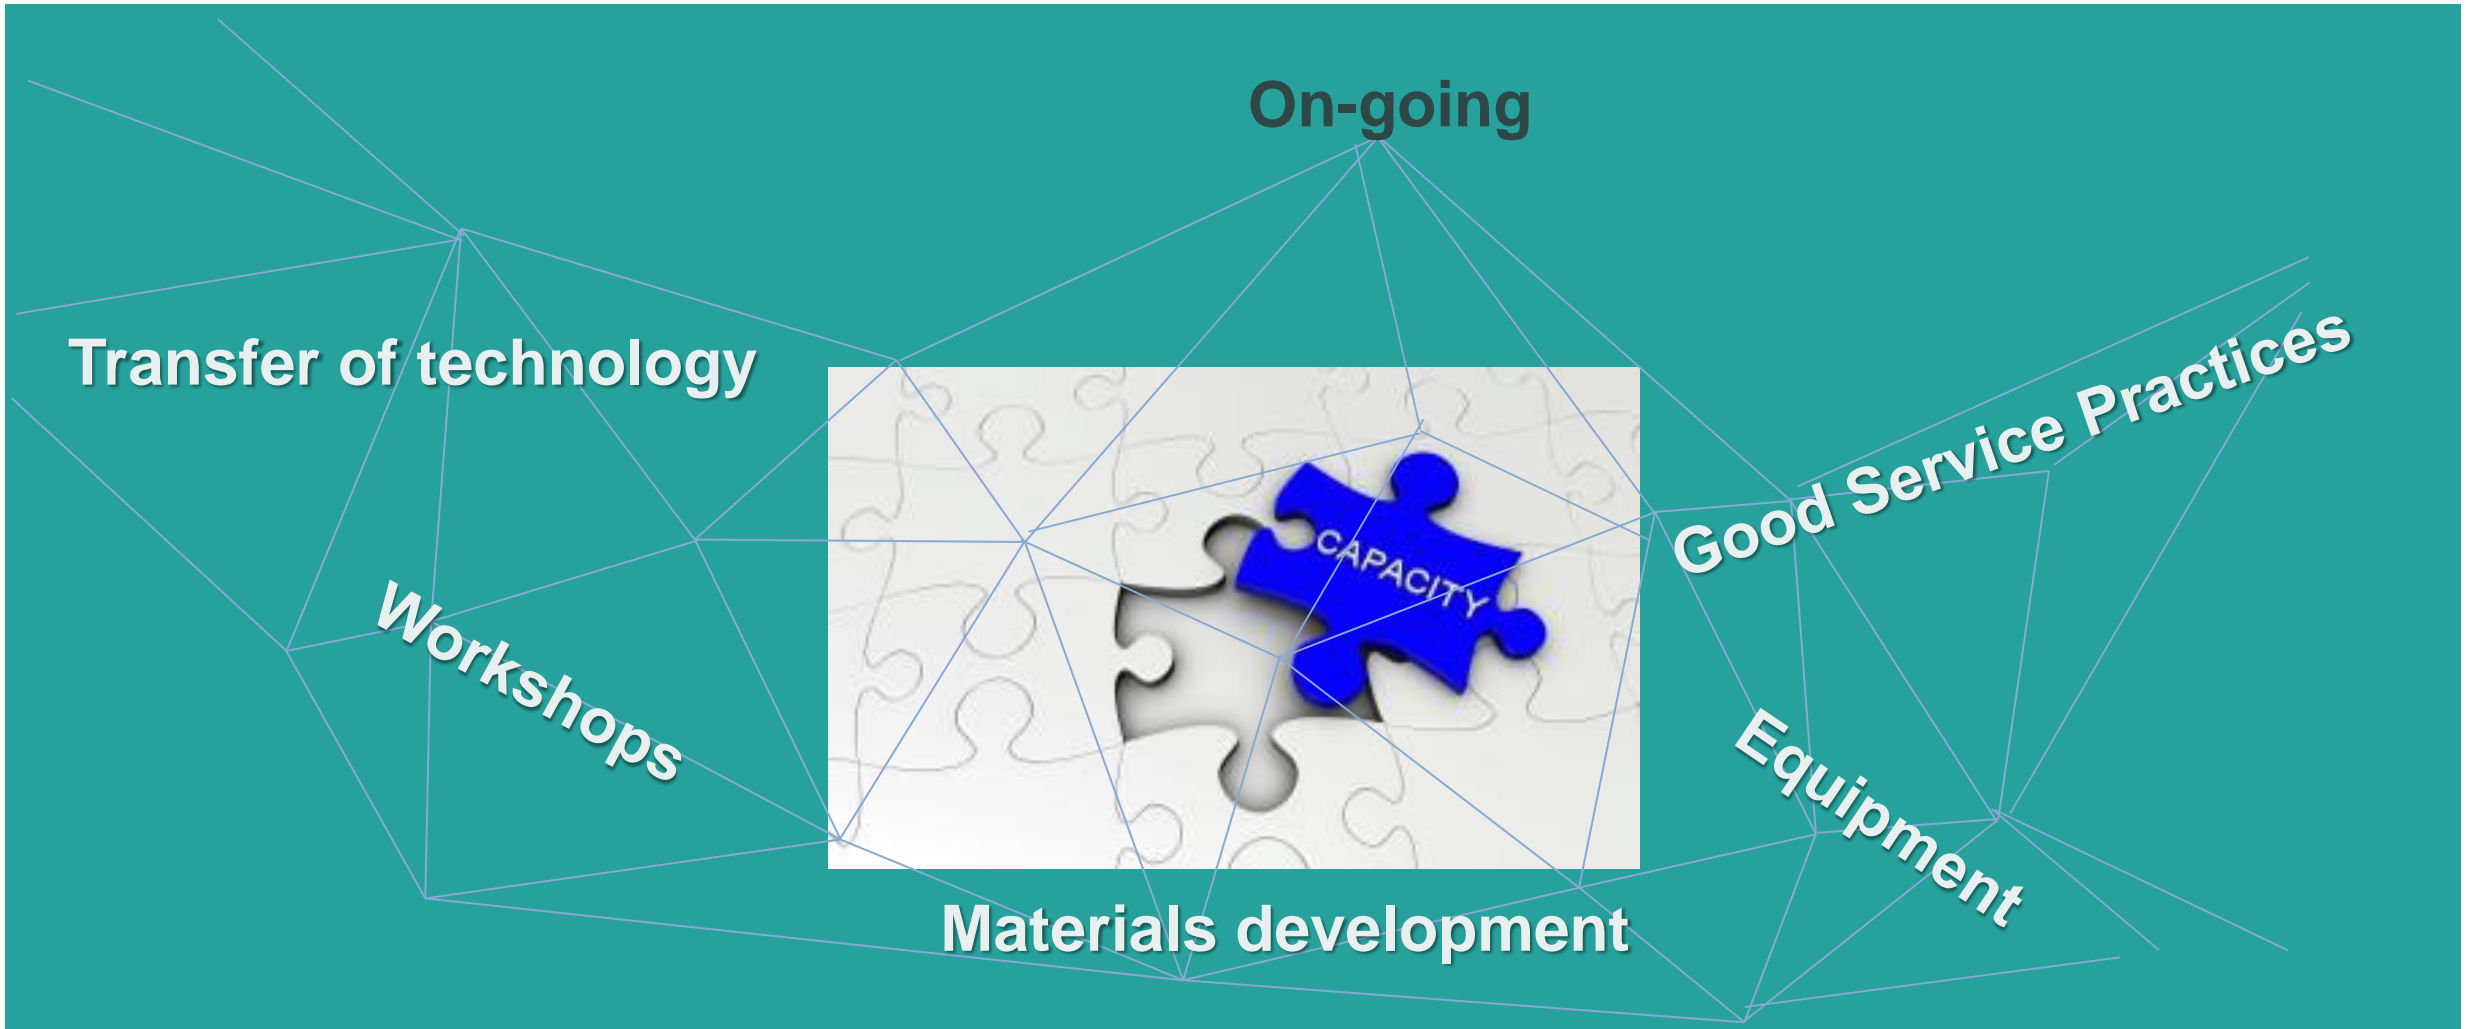 On-going
Transfer of technology
Good Service Practices
CAPACITY
Workshops
Equipment
Materials development